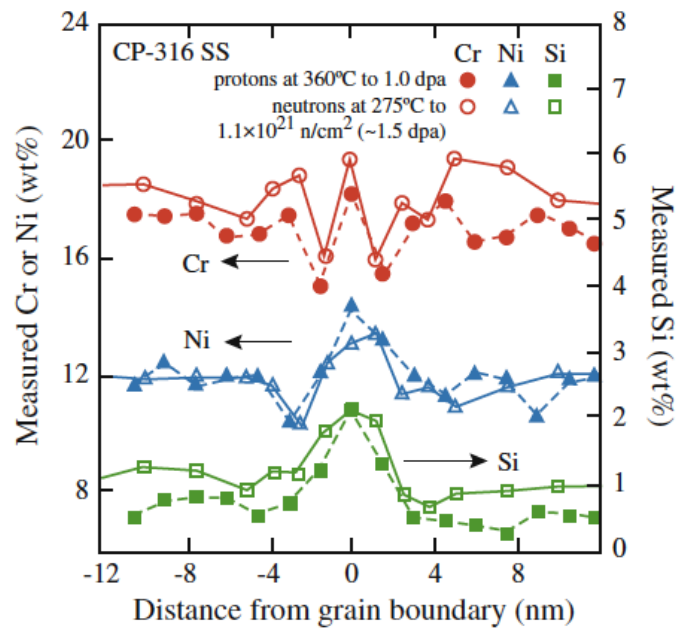 24
20
16
12
8
Measured Cr or Ni (wt%)
CP-316 SS
Cr Ni Si
protons at 360ºC to 1.0 dpa
neutrons at 275ºC to
1.1×10²¹ n/cm² (~1.5 dpa)
Cr
Ni
Si
8
7
6
5
4
3
2
1
0
Measured Si (wt%)
-12 -8 -4 0 4 8
Distance from grain boundary (nm)